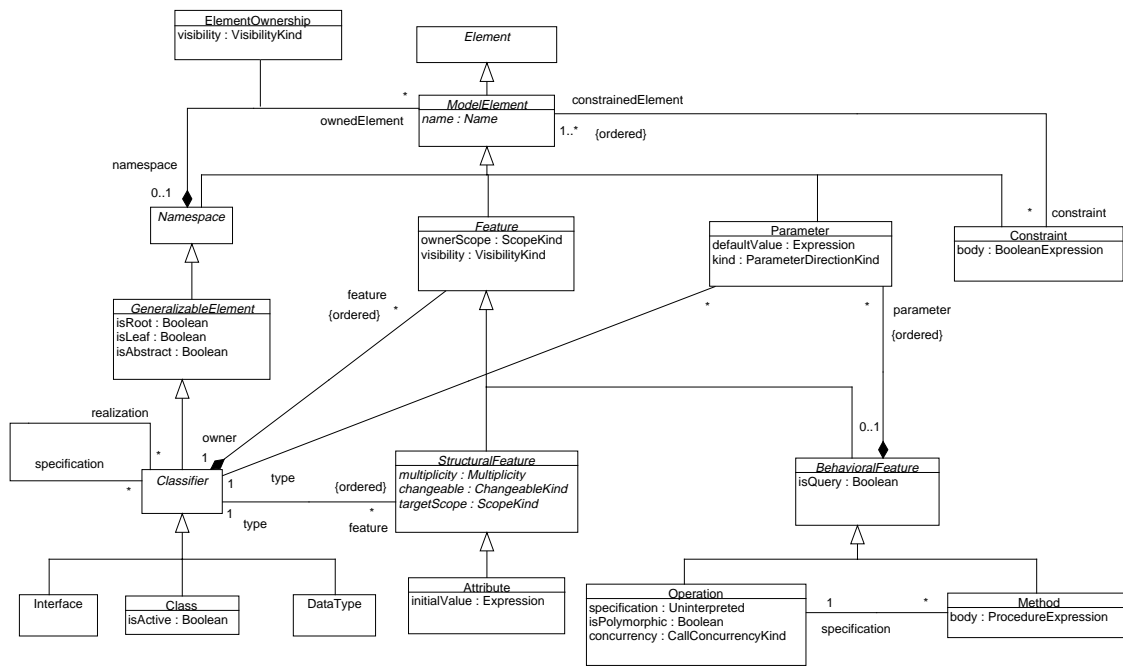 ElementOwnership
visibility : VisibilityKind
Element
*
ownedElement
ModelElement
name : Name
constrainedElement
1..*
{ordered}
namespace
0..1
Namespace
Feature
ownerScope : ScopeKind
visibility : VisibilityKind
Parameter
defaultValue : Expression
kind : ParameterDirectionKind
*
constraint
Constraint
body : BooleanExpression
GeneralizableElement
isRoot : Boolean
isLeaf : Boolean
isAbstract : Boolean
feature
{ordered}
*
*
*
parameter
{ordered}
realization
*
specification
*
owner
1
Classifier
1
type
1
type
{ordered}
*
feature
StructuralFeature
multiplicity : Multiplicity
changeable : ChangeableKind
targetScope : ScopeKind
0..1
BehavioralFeature
isQuery : Boolean
Interface
Class
isActive : Boolean
DataType
Attribute
initialValue : Expression
Operation
specification : Uninterpreted
isPolymorphic : Boolean
concurrency : CallConcurrencyKind
1
specification
*
Method
body : ProcedureExpression